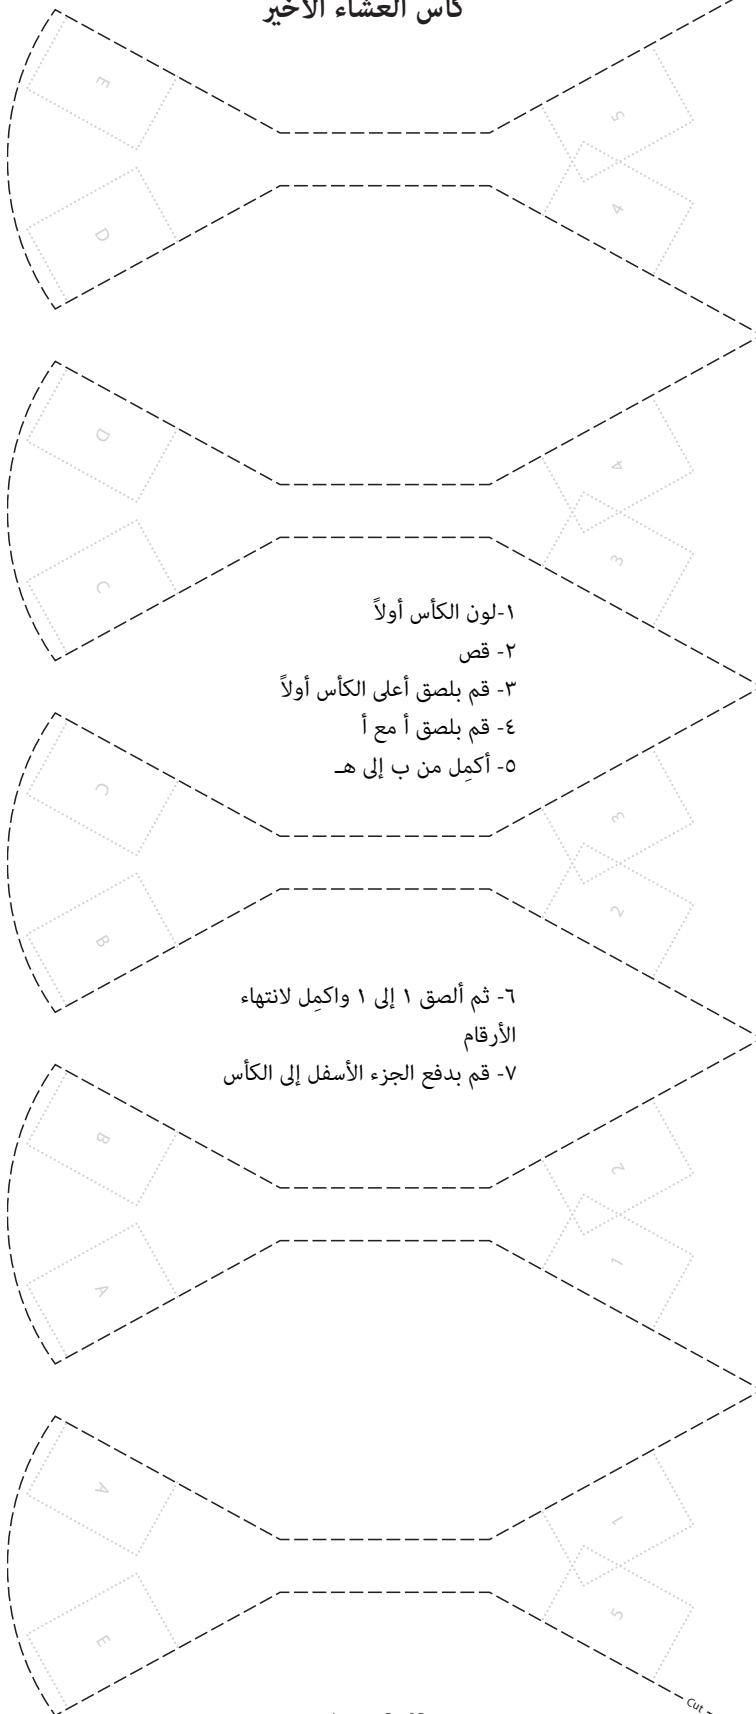 كأس العشاء الأخير
E
5
D
4
D
4
C
3
١-لون الكأس أولاً
٢- قص
٣- قم بلصق أعلى الكأس أولاً
٤- قم بلصق أ مع أ
٥- أكمِل من ب إلى هـ
C
3
B
2
٦- ثم ألصق ١ إلى ١ واكمِل لانتهاء
الأرقام
٧- قم بدفع الجزء الأسفل إلى الكأس
B
2
A
1
A
1
E
5
Cut